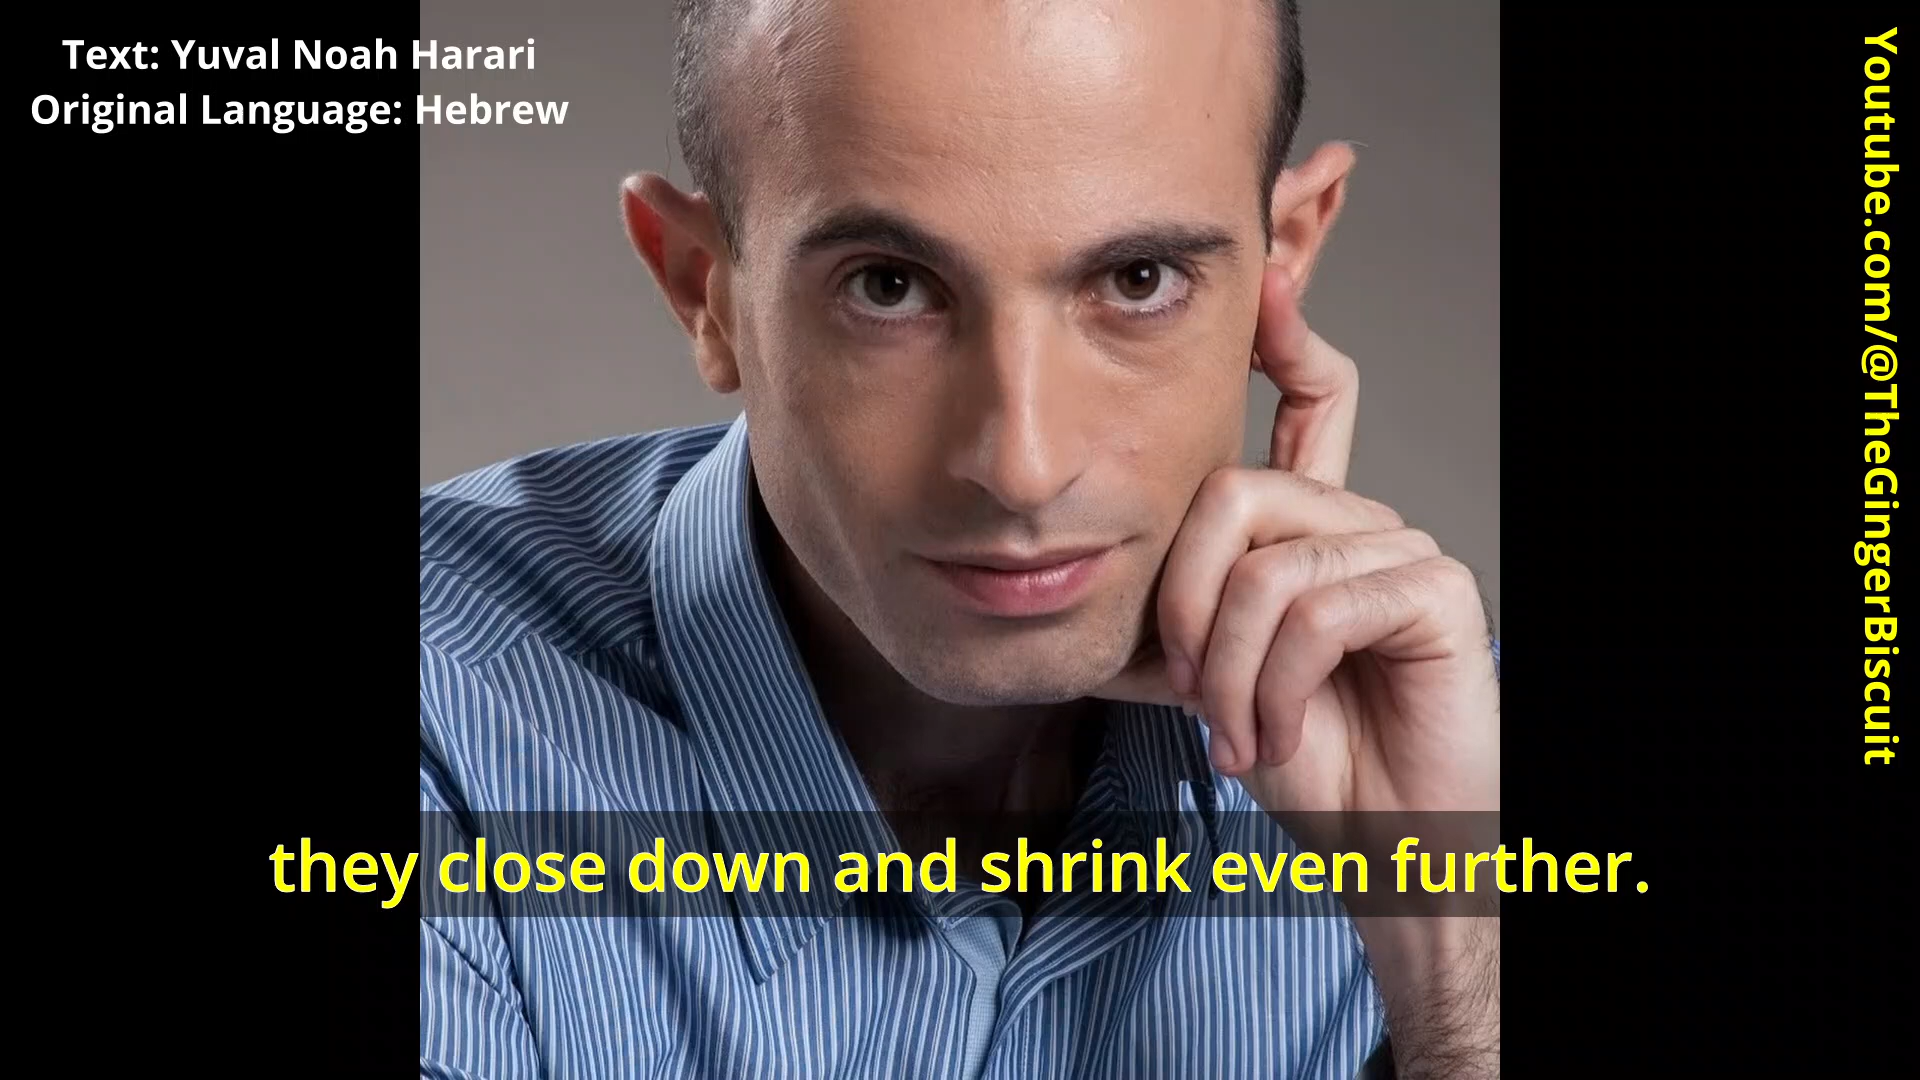 Text: Yuval Noah Harari
Original Language: Hebrew
Youtube.com/@TheGingerBiscuit
they close down and shrink even further.